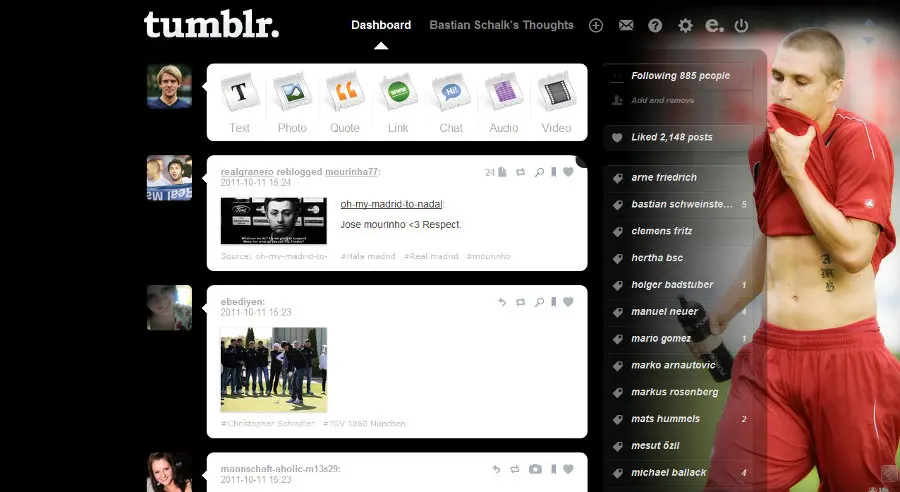 tumblr.
Dashboard
Bastian Schalk's Thoughts
Text
Photo
Quote
Link
Chat
Audio
Video
realgranero reblogged mourinha77:
2011-10-11 15:24
24
oh-my-madrid-to-nadal:
Jose mourinho <3 Respect.
Source: oh-my-madrid-to- #Hala madrid #Real madrid #mourinho
ebediyen:
2011-10-11 15:23
#Christopher Schindler #TSV 1860 München
mannschaft-aholic-m13s29:
2011-10-11 15:23
Following 885 people
Add and remove
Liked 2,148 posts
arne friedrich
bastian schweinste... 5
clemens fritz
hertha bsc
holger badstuber 1
manuel neuer 4
mario gomez 1
marko arnautovic
markus rosenberg
mats hummels 2
mesut özil
michael ballack 4